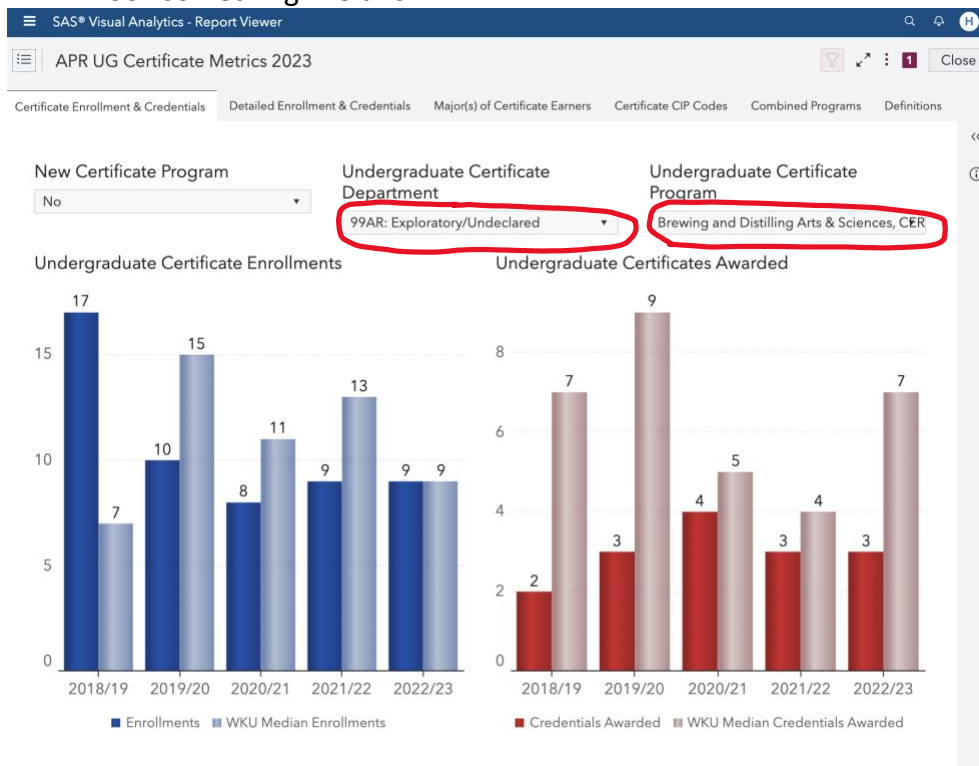 SAS® Visual Analytics - Report Viewer
H
APR UG Certificate Metrics 2023
1
Close
Certificate Enrollment & Credentials
Detailed Enrollment & Credentials
Major(s) of Certificate Earners
Certificate CIP Codes
Combined Programs
Definitions
New Certificate Program
No
Undergraduate Certificate
Department
99AR: Exploratory/Undeclared
Undergraduate Certificate
Program
Brewing and Distilling Arts & Sciences, CER
Undergraduate Certificate Enrollments
17
7
10
15
8
11
9
13
9
9
15
10
5
0
2018/19 2019/20 2020/21 2021/22 2022/23
Enrollments WKU Median Enrollments
Undergraduate Certificates Awarded
2
7
3
9
4
5
3
4
3
7
8
6
4
2
0
2018/19 2019/20 2020/21 2021/22 2022/23
Credentials Awarded WKU Median Credentials Awarded